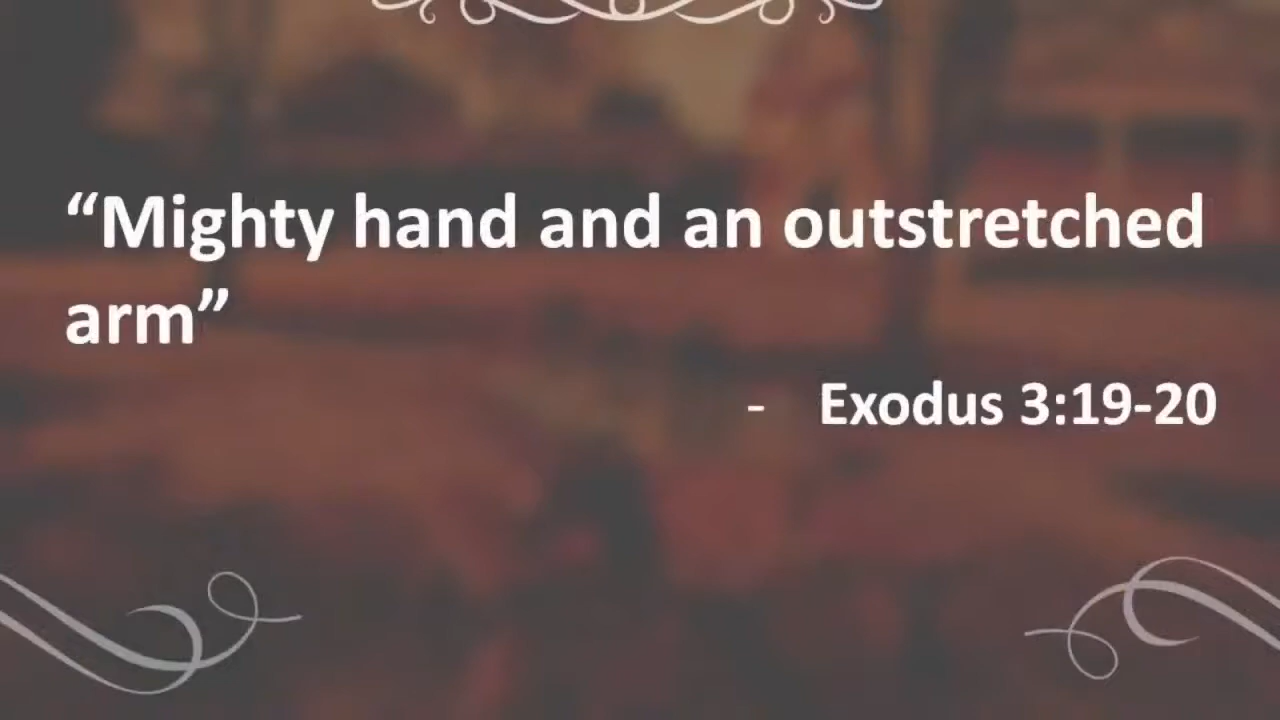 “Mighty hand and an outstretched
arm”
- Exodus 3:19-20